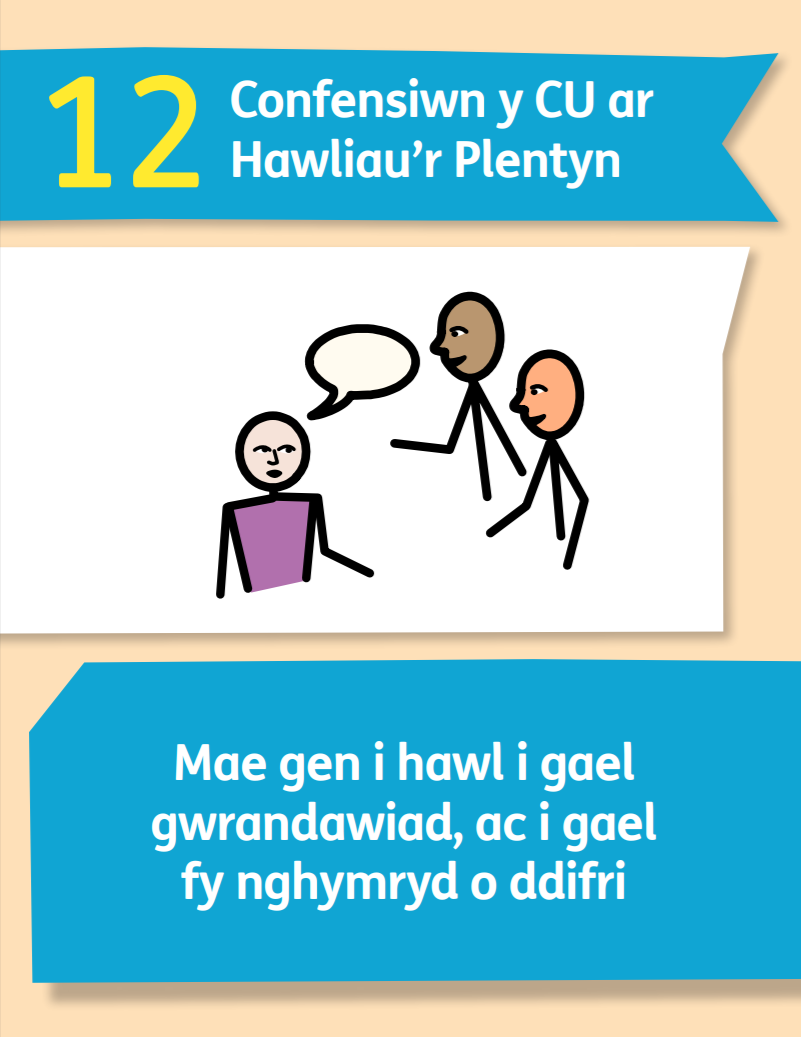 12
Confensiwn y CU ar
Hawliau’r Plentyn
Mae gen i hawl i gael
gwrandawiad, ac i gael
fy nghymryd o ddifri